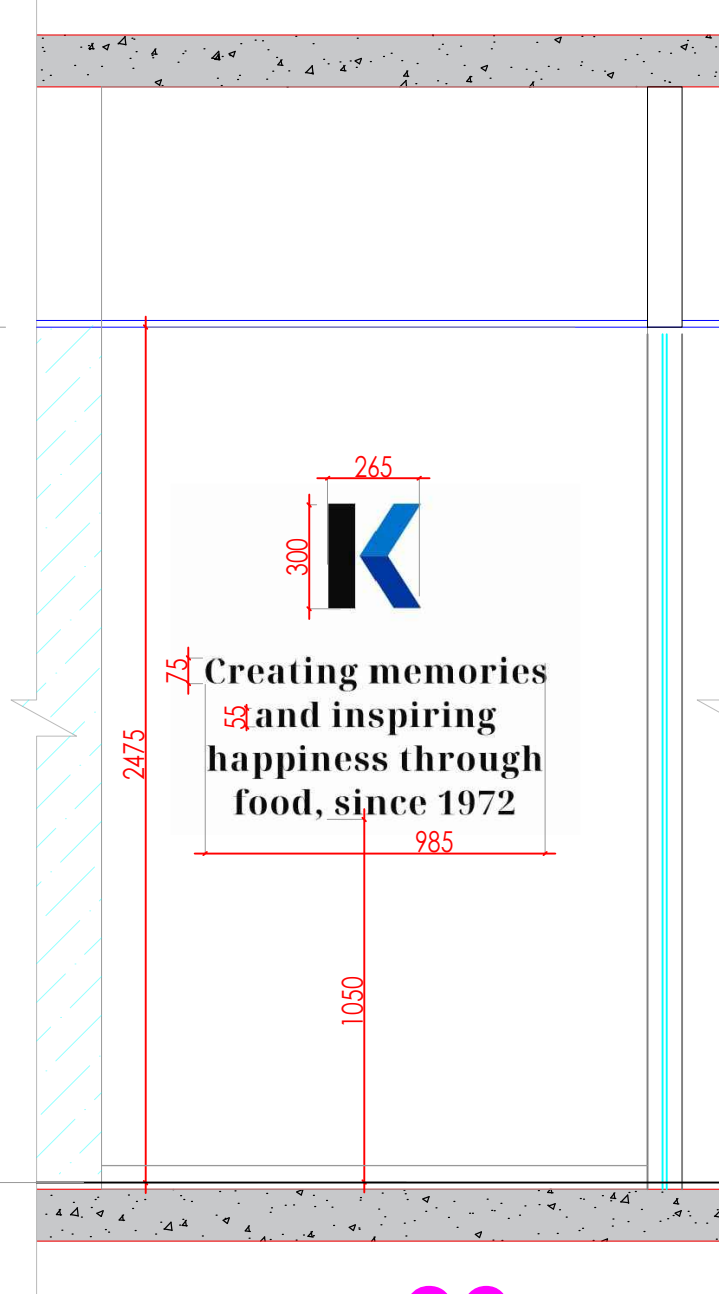 265
300
75
Creating memories
55
and inspiring
2475
happiness through
food, since 1972
985
1050